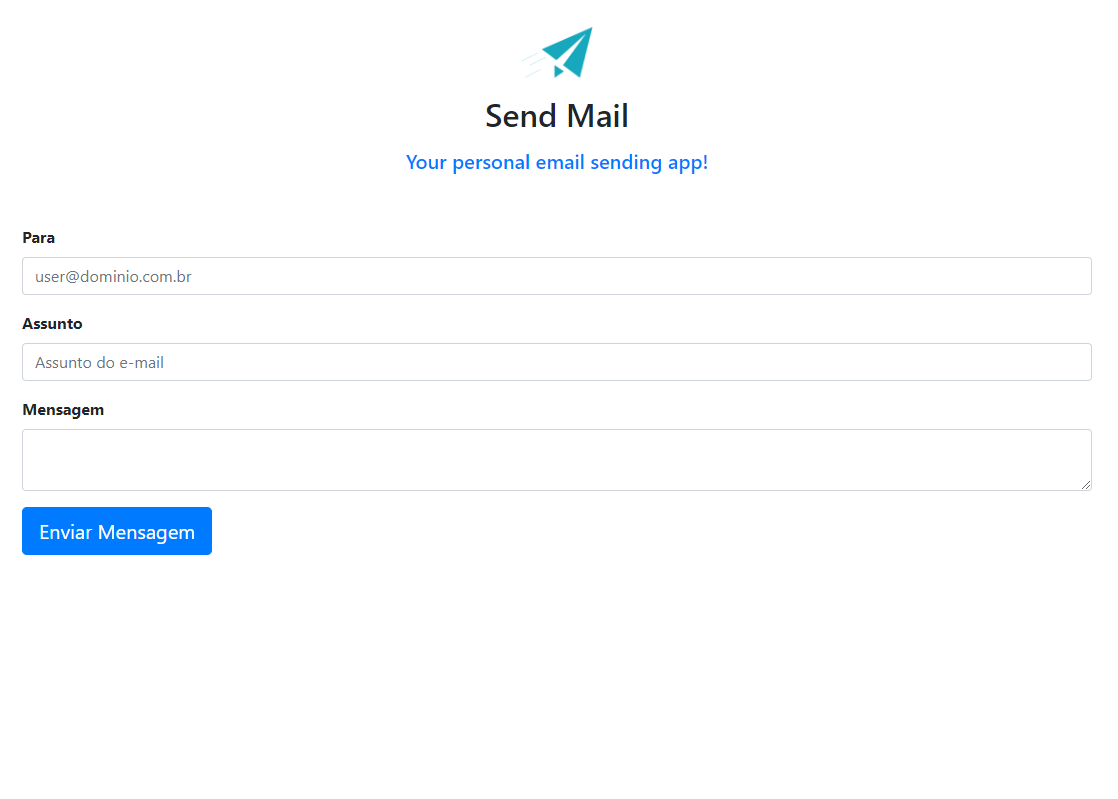 Send Mail
Your personal email sending app!
Para
user@dominio.com.br
Assunto
Assunto do e-mail
Mensagem
Enviar Mensagem